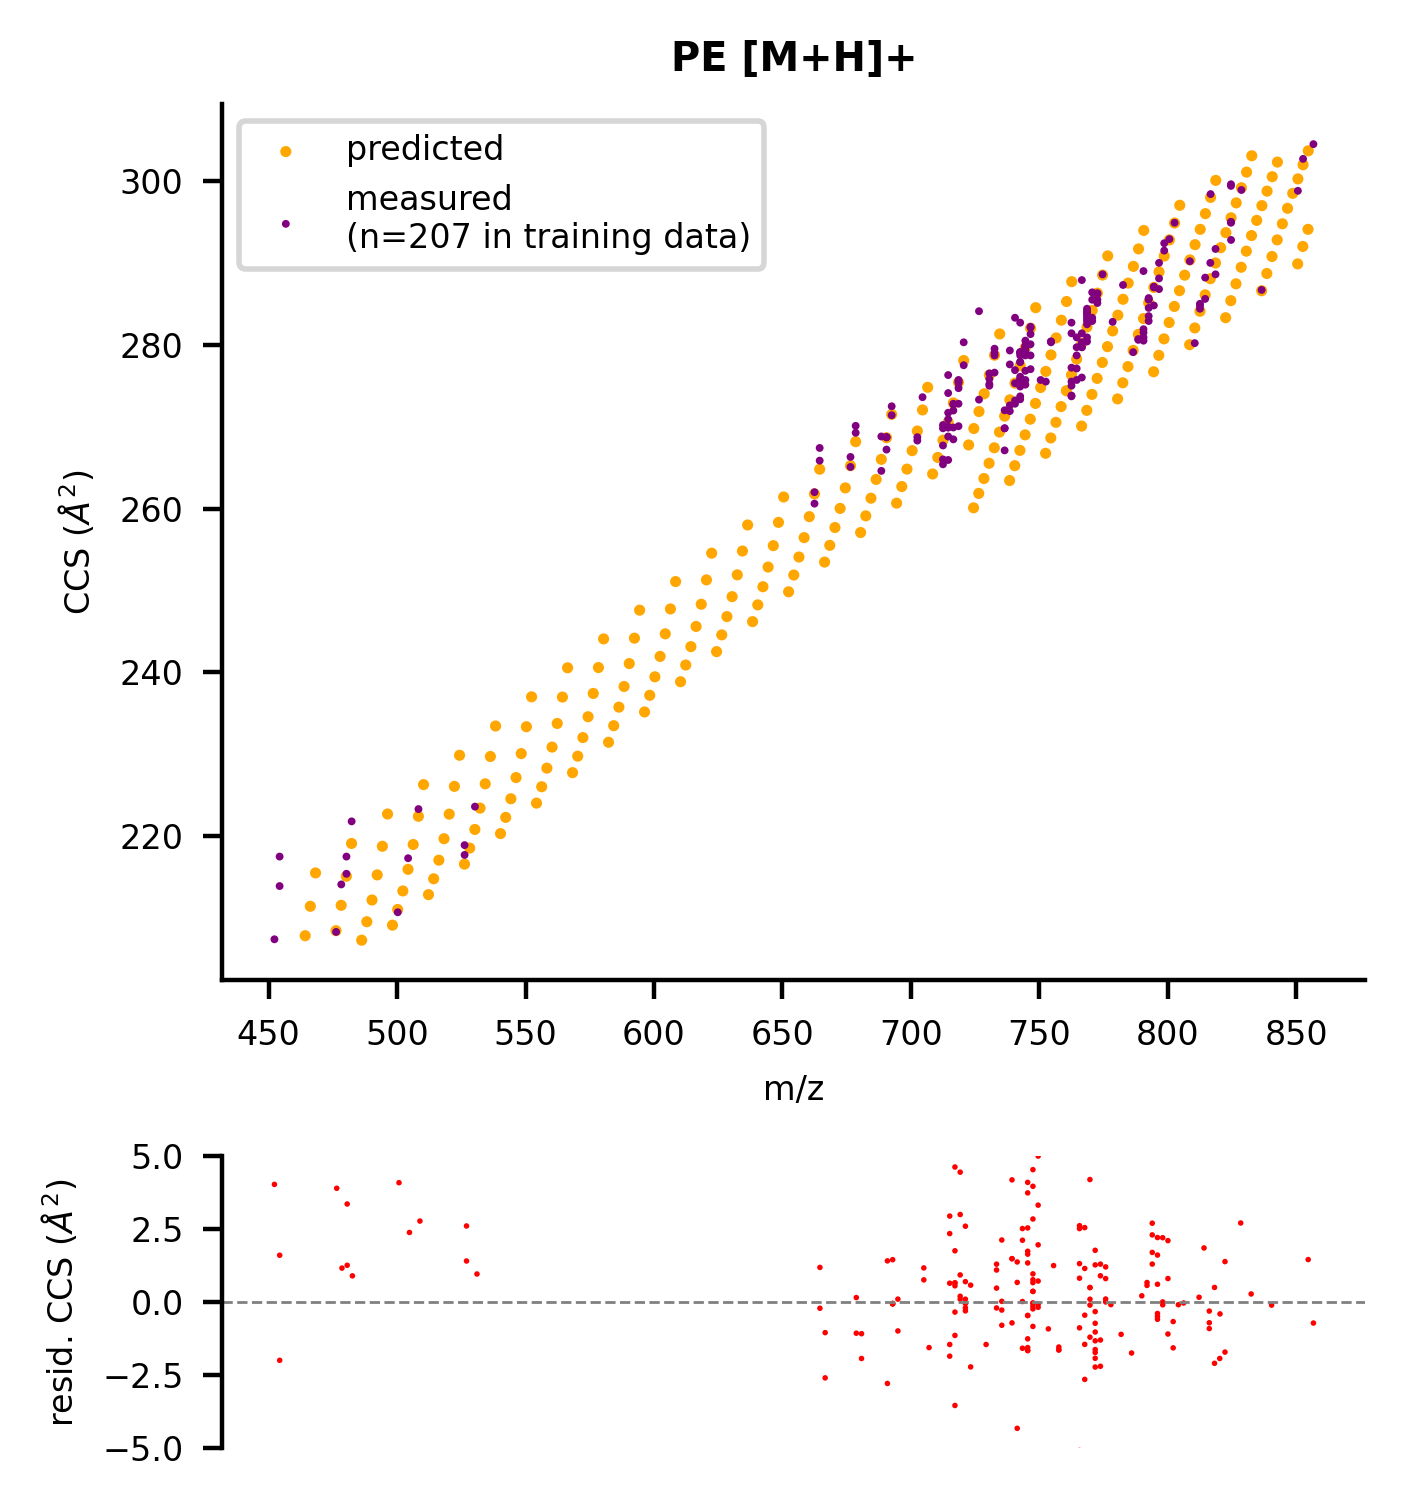 PE [M+H]+
predicted
measured
(n=207 in training data)
300
280
260
240
220
CCS (Å²)
450 500 550 600 650 700 750 800 850
m/z
5.0
2.5
0.0
−2.5
−5.0
resid. CCS (Å²)